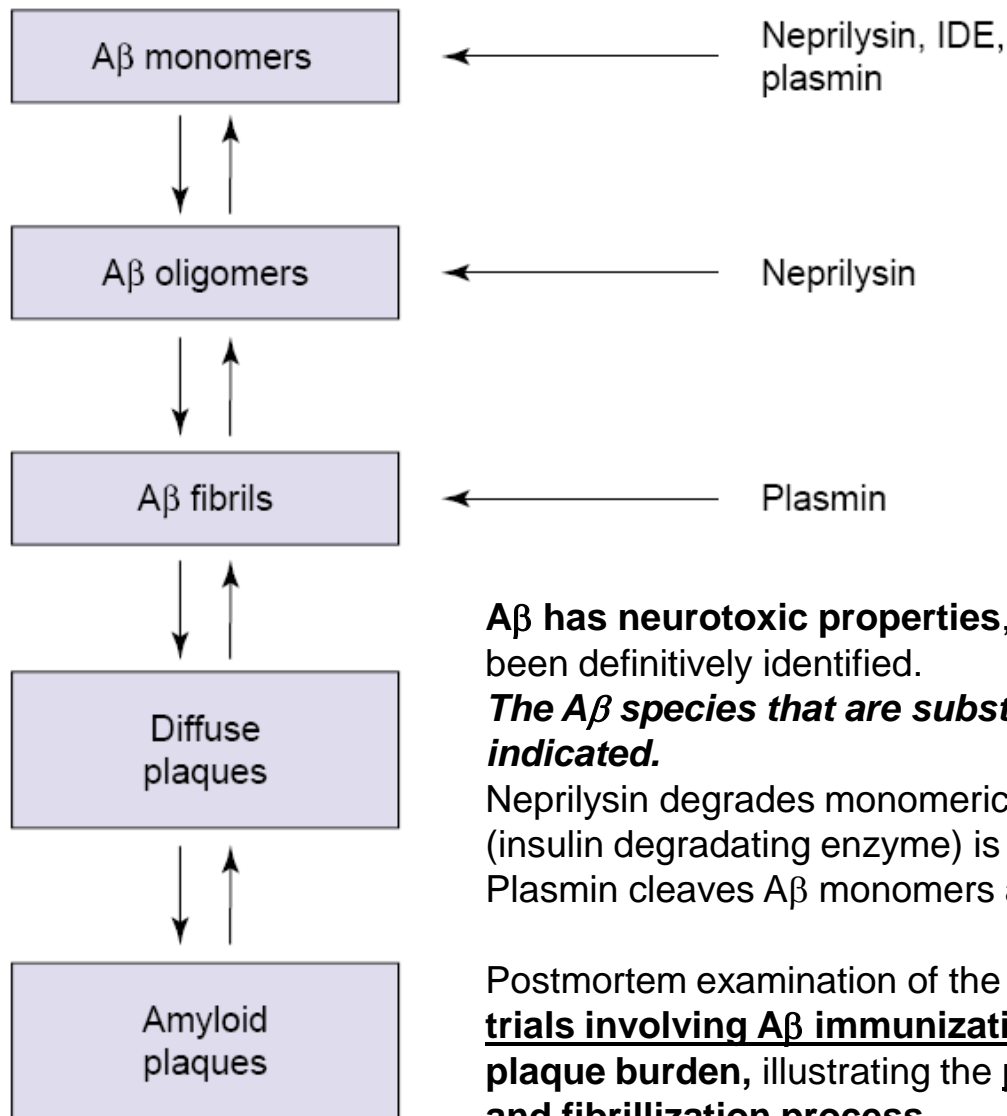 Aβ monomers
Neprilysin, IDE,
plasmin
Aβ oligomers
Neprilysin
Aβ fibrils
Plasmin
Aβ has neurotoxic properties,
been definitively identified.
The Aβ species that are subst
indicated.
Diffuse
plaques
Neprilysin degrades monomeric
(insulin degradating enzyme) is
Plasmin cleaves Aβ monomers
Postmortem examination of the
trials involving Aβ immunizati
plaque burden, illustrating the
and fibrillization process
Amyloid
plaques